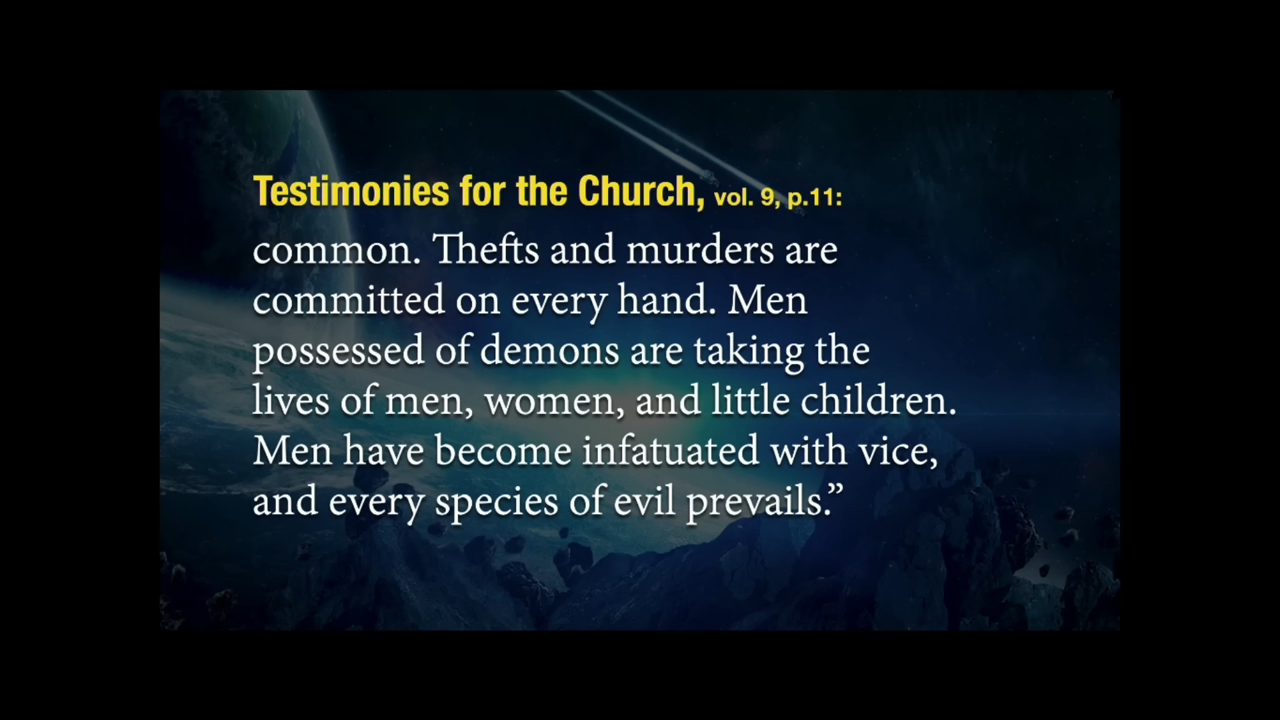 Testimonies for the Church, vol. 9, p.11:
common. Thefts and murders are
committed on every hand. Men
possessed of demons are taking the
lives of men, women, and little children.
Men have become infatuated with vice,
and every species of evil prevails.”